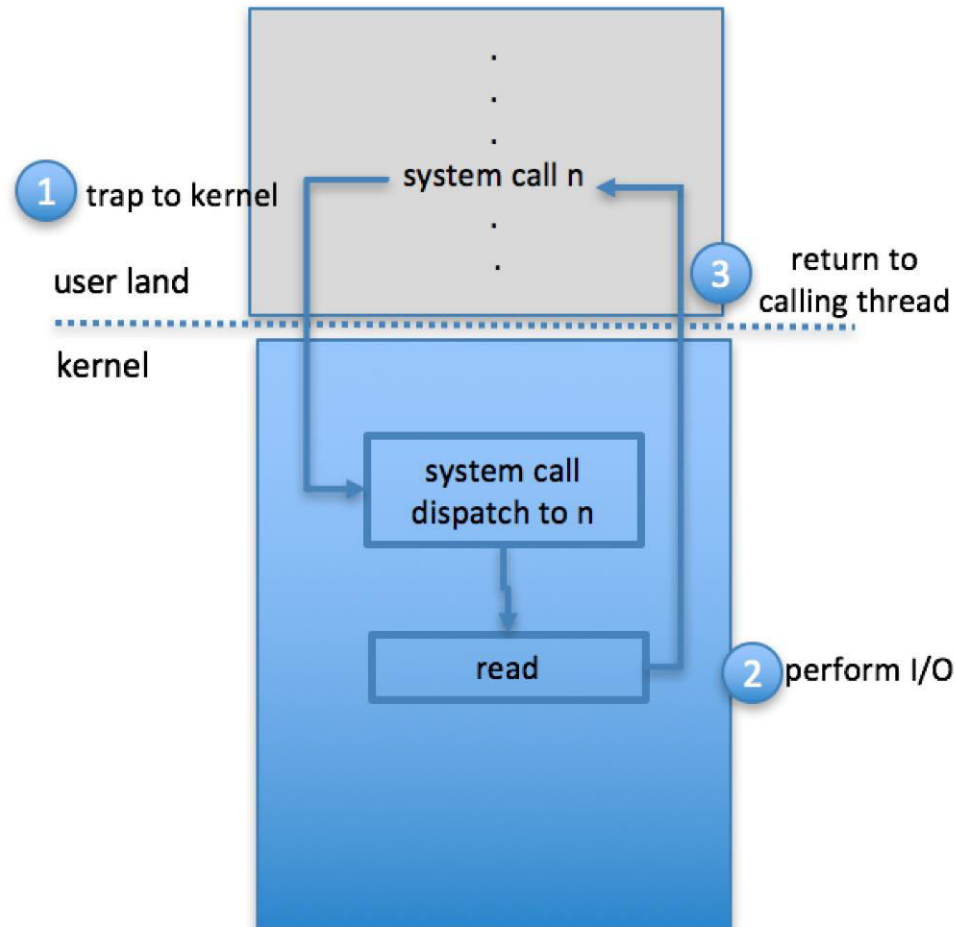 .
.
.
system call n
1
trap to kernel
.
.
3
return to
calling thread
user land
kernel
system call
dispatch to n
read
2
perform I/O